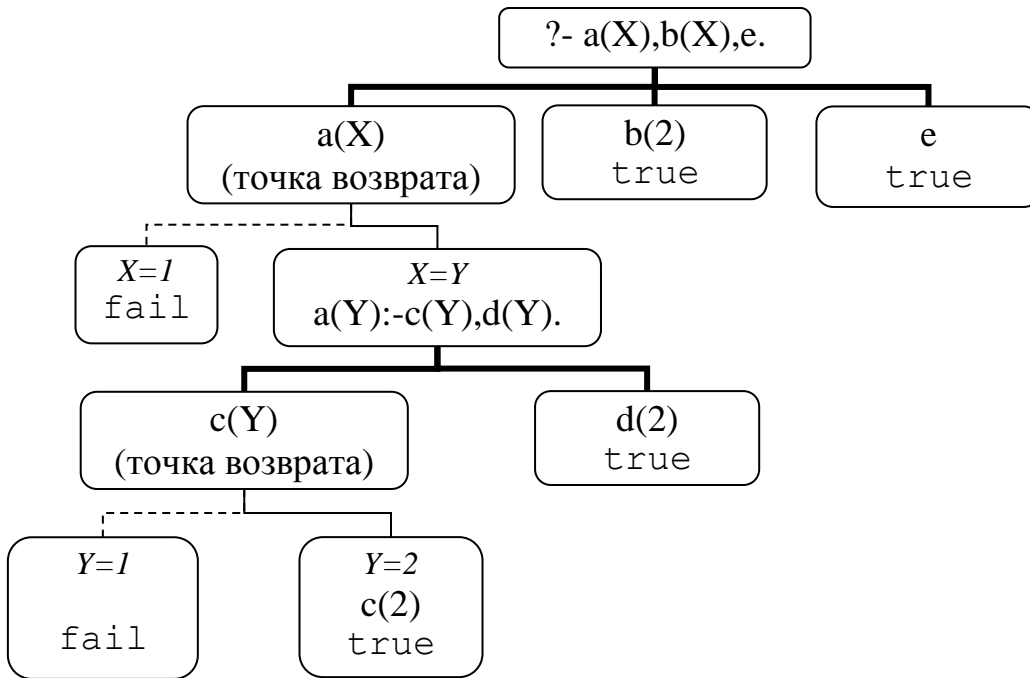 ?- a(X),b(X),e.
a(X)
(точка возврата)
b(2)
true
e
true
X=1
fail
X=Y
a(Y):-c(Y),d(Y).
c(Y)
(точка возврата)
d(2)
true
Y=1
fail
Y=2
c(2)
true